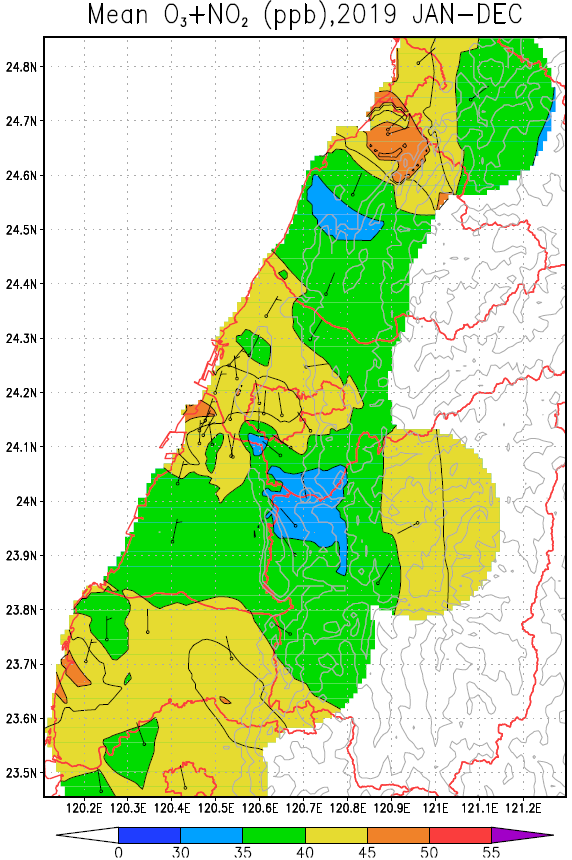 Mean O₃+NO₂ (ppb),2019 JAN-DEC
24.8N
24.7N
24.6N
24.5N
24.4N
24.3N
24.2N
24.1N
24N
23.9N
23.8N
23.7N
23.6N
23.5N
120.2E 120.3E 120.4E 120.5E 120.6E 120.7E 120.8E 120.9E 121E 121.1E 121.2E
0 30 35 40 45 50 55